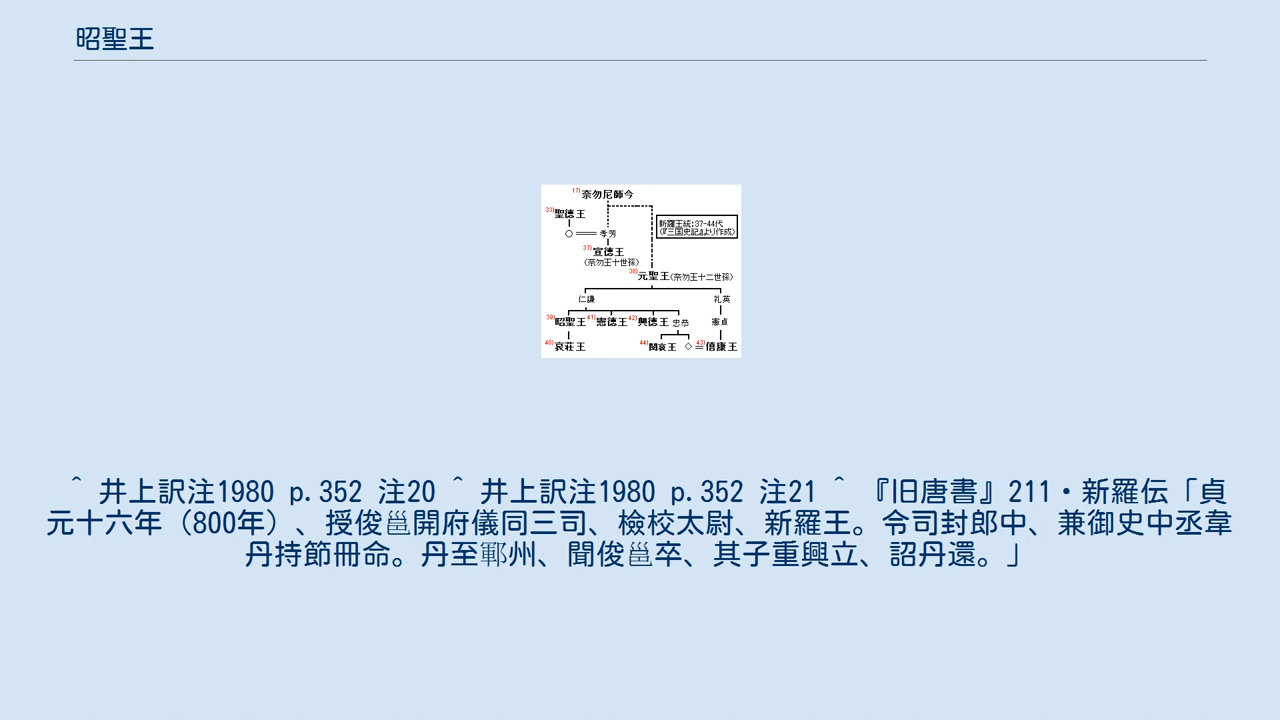 昭聖王
17)奈勿尼師今
33)聖徳王
新羅王統:37-44代
(『三国史記』より作成)
孝芳
37)宣徳王
(奈勿王十世孫)
38)元聖王(奈勿王十二世孫)
仁謙 礼英
39)昭聖王 41)憲徳王 42)興徳王 忠恭 憲貞
40)哀荘王 44)閔哀王 43)僖康王
^ 井上訳注1980 p.352 注20 ^ 井上訳注1980 p.352 注21 ^ 『旧唐書』211・新羅伝「貞
元十六年（800年）、授俊邕開府儀同三司、檢校太尉、新羅王。令司封郎中、兼御史中丞韋
丹持節冊命。丹至鄆州、聞俊邕卒、其子重興立、詔丹還。」